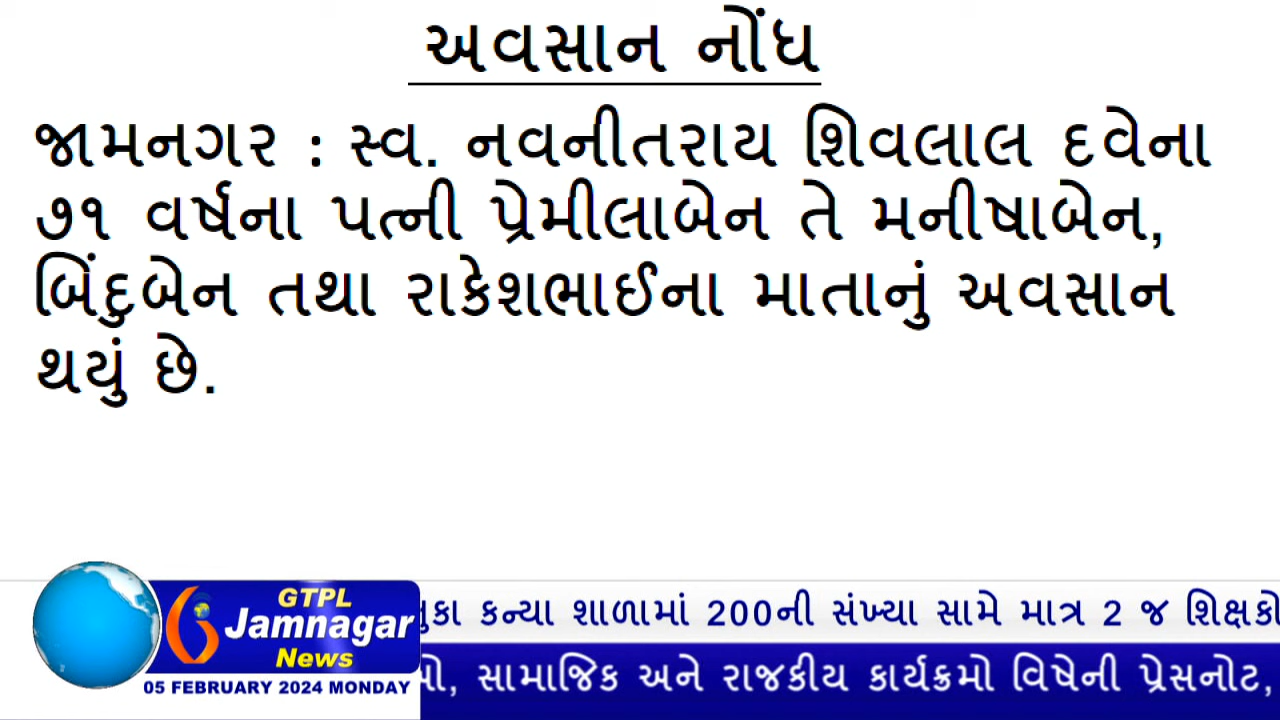 અવસાન નોંધ
જામનગર : સ્વ. નવનીતરાય શિવલાલ દવેના
૭૧ વર્ષના પત્ની પ્રેમીલાબેન તે મનીષાબેન,
બિંદુબેન તથા રાકેશભાઈના માતાનું અવસાન
થયું છે.
GTPL
Jamnagar
News
05 FEBRUARY 2024 MONDAY
કન્યા શાળામાં 200ની સંખ્યા સામે માત્ર 2 જ શિક્ષકો
સામાજિક અને રાજકીય કાર્યક્રમો વિષેની પ્રેસનોટ,